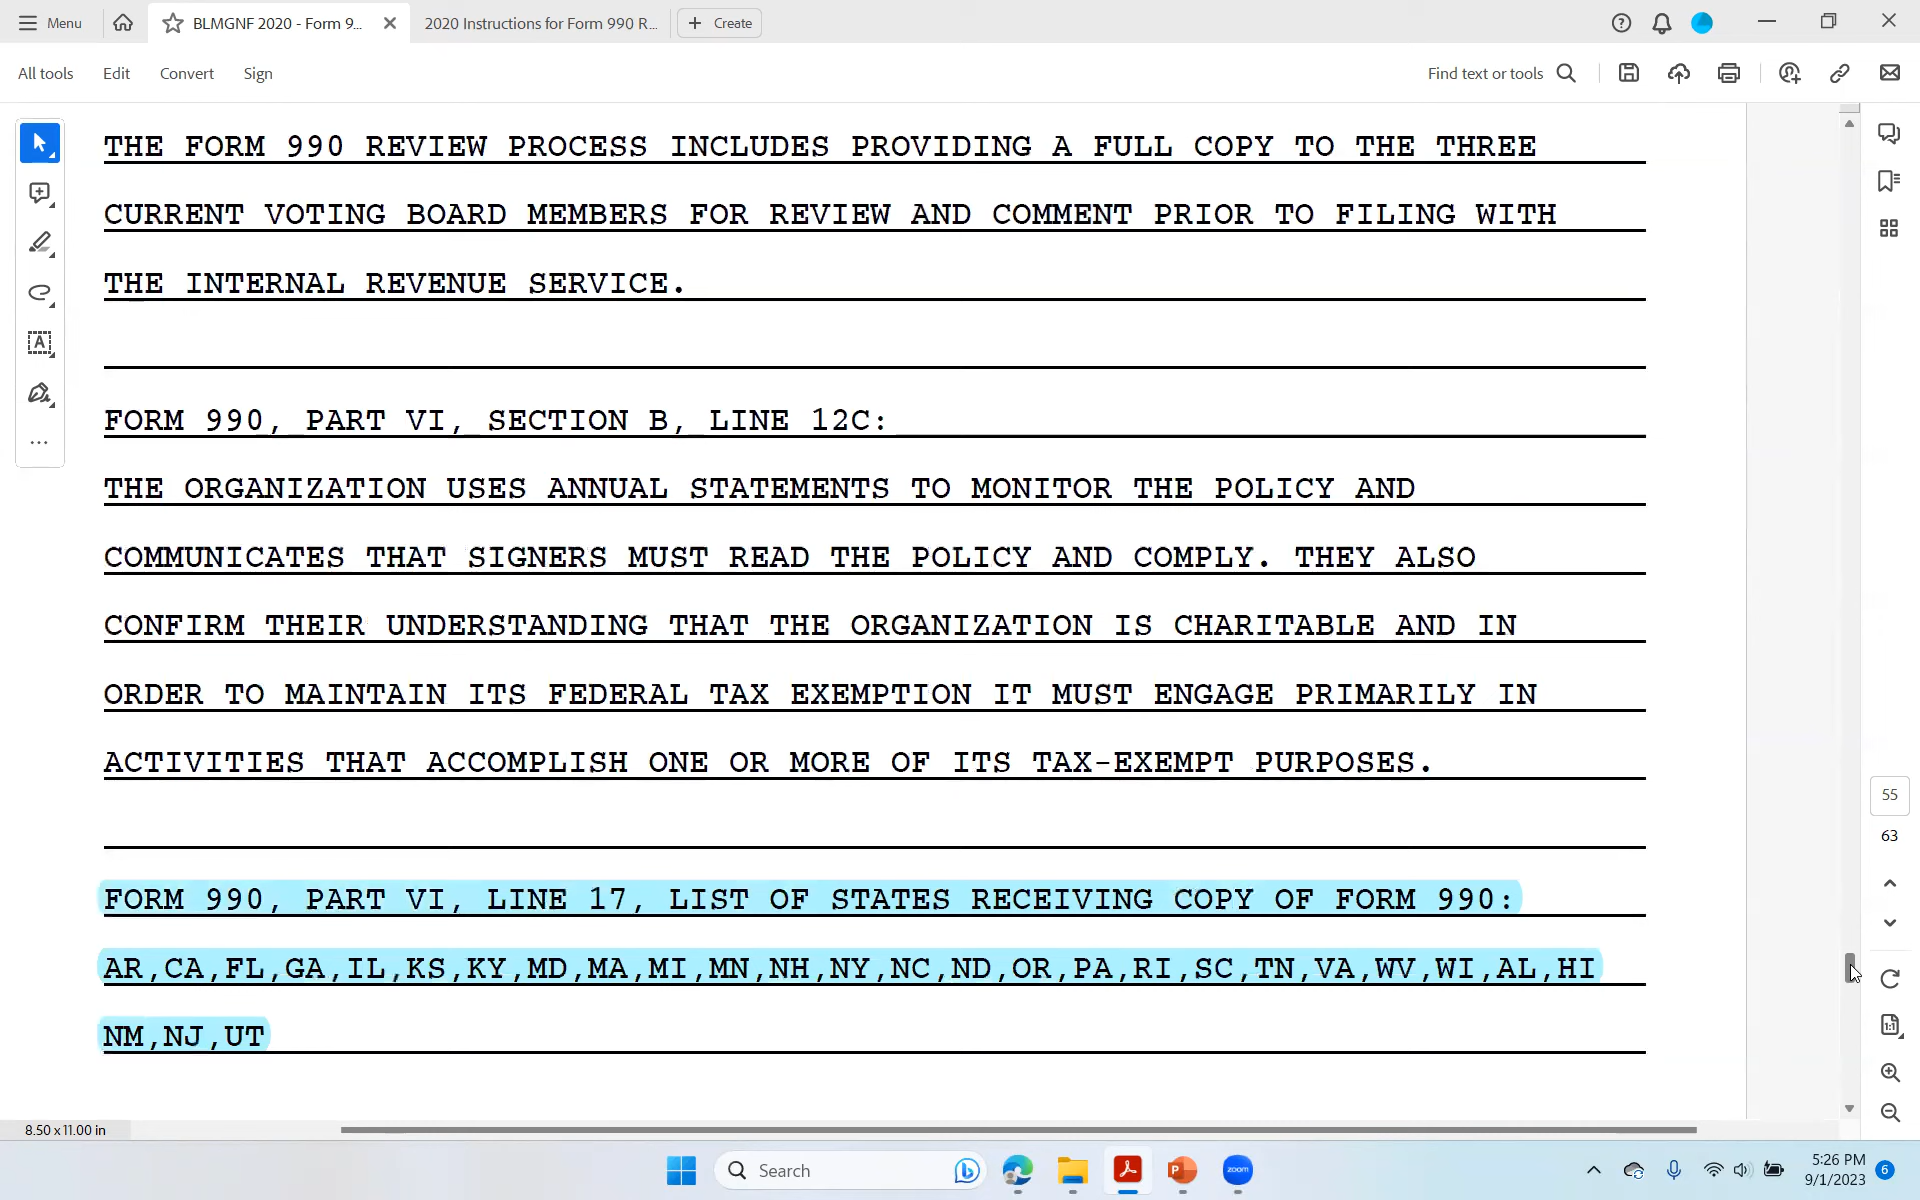 Menu
BLMGNF 2020 - Form 9...
2020 Instructions for Form 990 R...
Create
All tools
Edit
Convert
Sign
Find text or tools
THE FORM 990 REVIEW PROCESS INCLUDES PROVIDING A FULL COPY TO THE THREE
CURRENT VOTING BOARD MEMBERS FOR REVIEW AND COMMENT PRIOR TO FILING WITH
THE INTERNAL REVENUE SERVICE.
FORM 990, PART VI, SECTION B, LINE 12C:
THE ORGANIZATION USES ANNUAL STATEMENTS TO MONITOR THE POLICY AND
COMMUNICATES THAT SIGNERS MUST READ THE POLICY AND COMPLY. THEY ALSO
CONFIRM THEIR UNDERSTANDING THAT THE ORGANIZATION IS CHARITABLE AND IN
ORDER TO MAINTAIN ITS FEDERAL TAX EXEMPTION IT MUST ENGAGE PRIMARILY IN
ACTIVITIES THAT ACCOMPLISH ONE OR MORE OF ITS TAX-EXEMPT PURPOSES.
FORM 990, PART VI, LINE 17, LIST OF STATES RECEIVING COPY OF FORM 990:
AR,CA,FL,GA,IL,KS,KY,MD,MA,MI,MN,NH,NY,NC,ND,OR,PA,RI,SC,TN,VA,WV,WI,AL,HI
NM,NJ,UT
55
63
8.50 x 11.00 in
Search
zoom
5:26 PM
9/1/2023
6